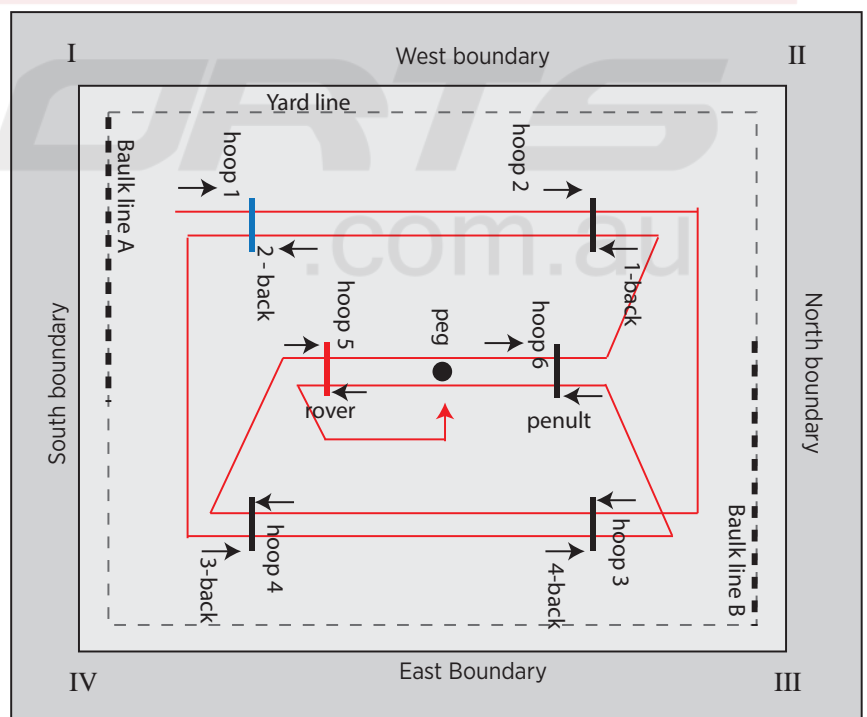 I
West boundary
II
Yard line
ORTS
.com.au
hoop 1
hoop 2
Baulk line A
2 - back
1-back
hoop 5
peg
hoop 6
North boundary
South boundary
rover
penult
Baulk line B
hoop 4
hoop 3
3-back
4-back
IV
East Boundary
III